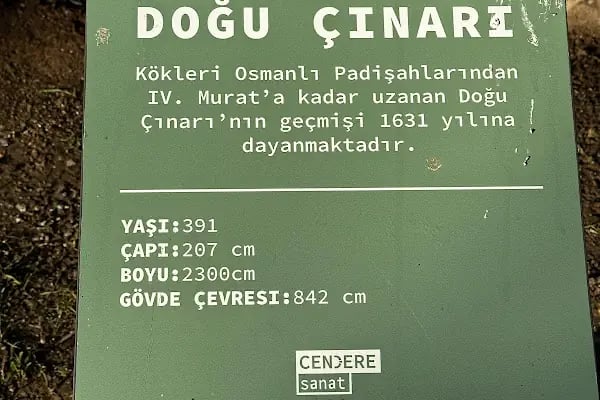 DOĞU ÇINARI
Kökleri Osmanlı Padişahlarından
IV. Murat'a kadar uzanan Doğu
Çınarı'nın geçmişi 1631 yılına
dayanmaktadır.
YAŞI:391
ÇAPI:207 cm
BOYU:2300cm
GÖVDE ÇEVRESI:842 cm
CENDERE
sanat